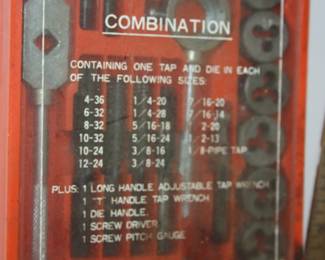 COMBINATION
CONTAINING ONE TAP AND DIE IN EACH
OF THE FOLLOWING SIZES:
4-36 1/4-20 7/16-20
6-32 1/4-28 7/16-14
8-32 5/16-18 1/2-20
10-32 5/16-24 1/2-13
10-24 3/8-16 1/8-PIPE TAP
12-24 3/8-24
PLUS: 1 LONG HANDLE ADJUSTABLE TAP WRENCH
1 "T" HANDLE TAP WRENCH
1 DIE HANDLE
1 SCREW DRIVER
1 SCREW PITCH GAUGE